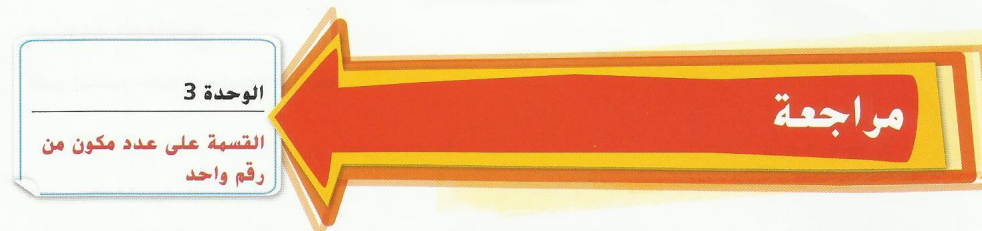 مراجعة
الوحدة 3
القسمة على عدد مكون من
رقم واحد